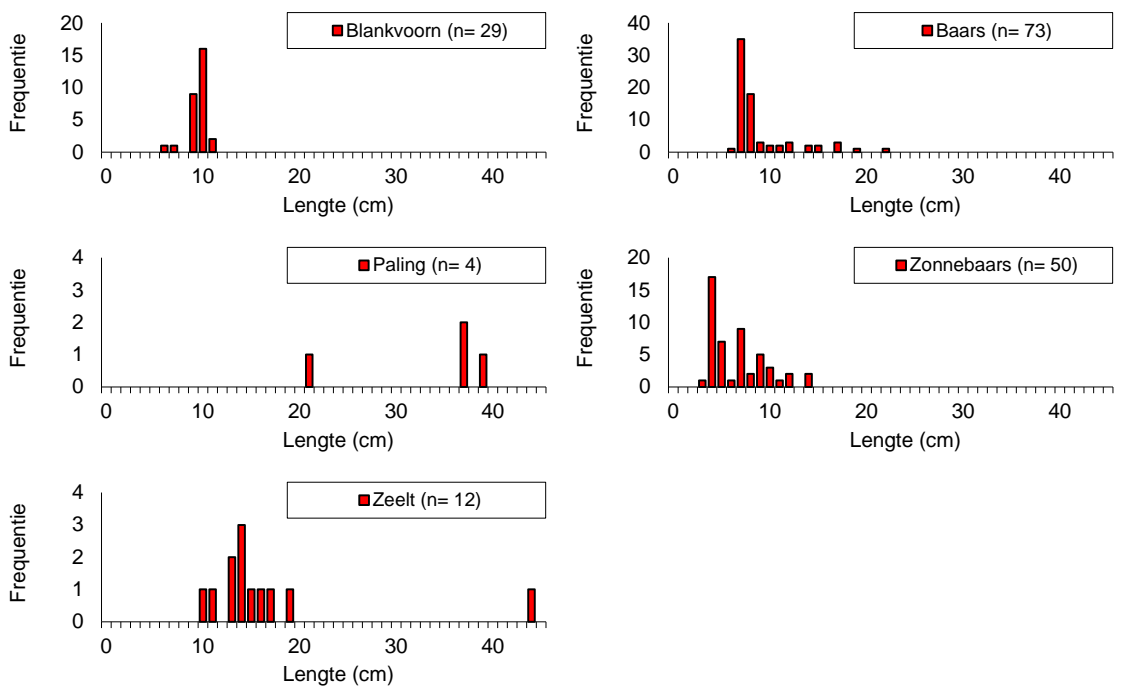 Blankvoorn (n= 29)
Frequentie
20
15
10
5
0
0 10 20 30 40
Lengte (cm)
Baars (n= 73)
Frequentie
40
30
20
10
0
0 10 20 30 40
Lengte (cm)
Paling (n= 4)
Frequentie
4
3
2
1
0
0 10 20 30 40
Lengte (cm)
Zonnebaars (n= 50)
Frequentie
20
15
10
5
0
0 10 20 30 40
Lengte (cm)
Zeelt (n= 12)
Frequentie
4
3
2
1
0
0 10 20 30 40
Lengte (cm)